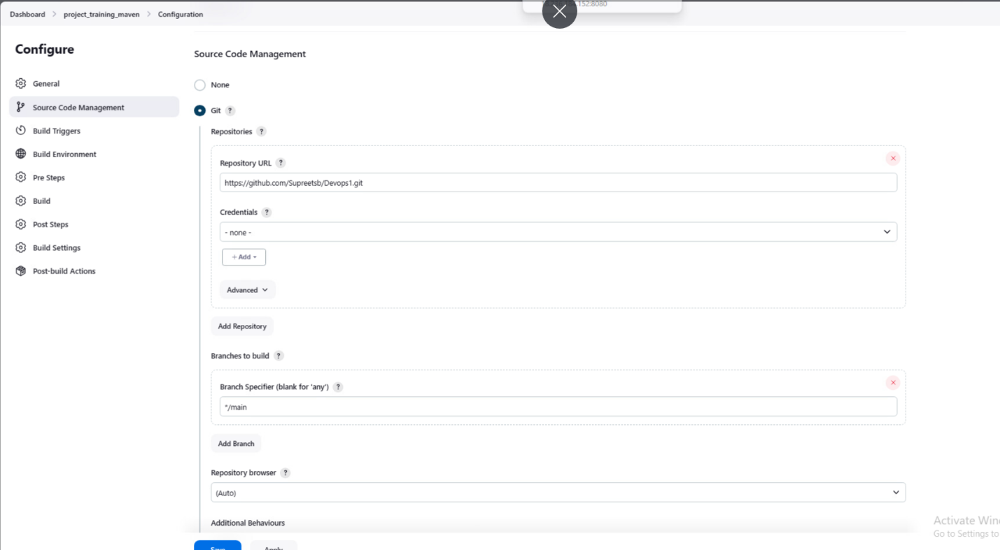 Dashboard > project_training_maven > Configuration
152:8080
Configure
General
Source Code Management
Build Triggers
Build Environment
Pre Steps
Build
Post Steps
Build Settings
Post-build Actions
Source Code Management
None
Git ?
Repositories ?
Repository URL ?
https://github.com/Supreetsb/Devops1.git
Credentials ?
- none -
+ Add
Advanced
Add Repository
Branches to build ?
Branch Specifier (blank for 'any') ?
*/main
Add Branch
Repository browser ?
(Auto)
Additional Behaviours
Save
Apply
Activate Win
Go to Settings to